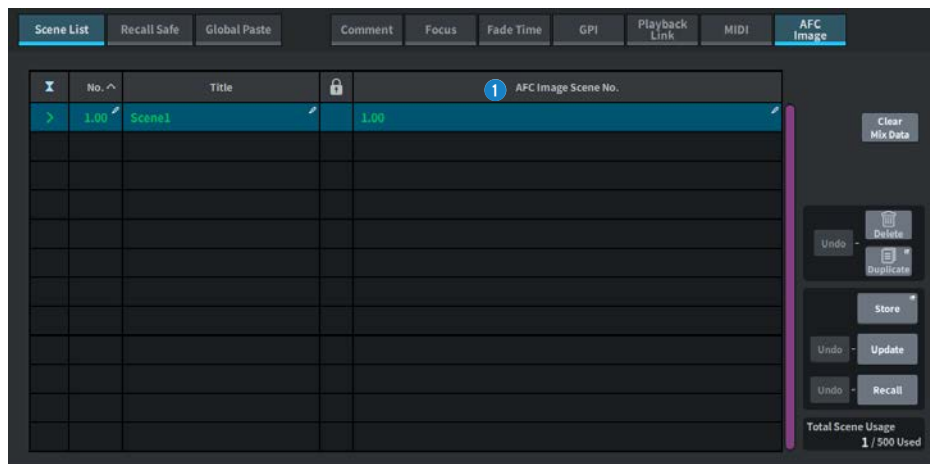 Scene List
Recall Safe
Global Paste
Comment
Focus
Fade Time
GPI
Playback
Link
MIDI
AFC
Image
No.
Title
1
AFC Image Scene No.
1.00
Scene1
1.00
Clear
Mix Data
Undo
-
Delete
Duplicate
Store
Undo
-
Update
Undo
-
Recall
Total Scene Usage
1 / 500 Used